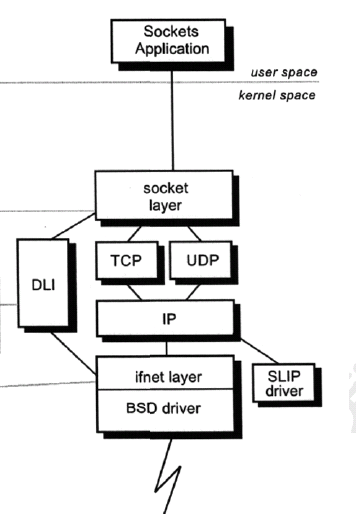 Sockets
Application
user space
kernel space
socket
layer
TCP
UDP
DLI
IP
ifnet layer
SLIP
driver
BSD driver